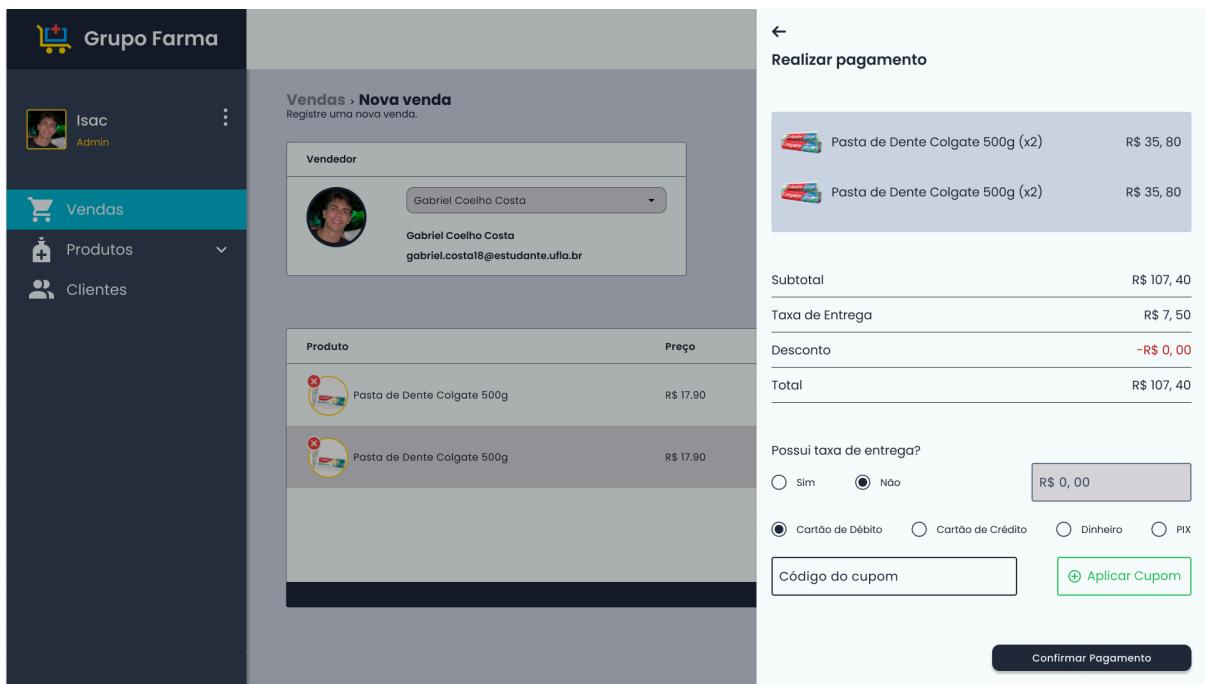 Grupo Farma
Isac
Admin
Vendas
Produtos
Clientes
Vendas › Nova venda
Registre uma nova venda.
Vendedor
Gabriel Coelho Costa
Gabriel Coelho Costa
gabriel.costa18@estudante.ufla.br
Produto Preço
Pasta de Dente Colgate 500g R$ 17.90
Pasta de Dente Colgate 500g R$ 17.90
Realizar pagamento
Pasta de Dente Colgate 500g (x2) R$ 35, 80
Pasta de Dente Colgate 500g (x2) R$ 35, 80
Subtotal R$ 107, 40
Taxa de Entrega R$ 7, 50
Desconto -R$ 0, 00
Total R$ 107, 40
Possui taxa de entrega?
Sim Não R$ 0, 00
Cartão de Débito Cartão de Crédito Dinheiro PIX
Código do cupom Aplicar Cupom
Confirmar Pagamento